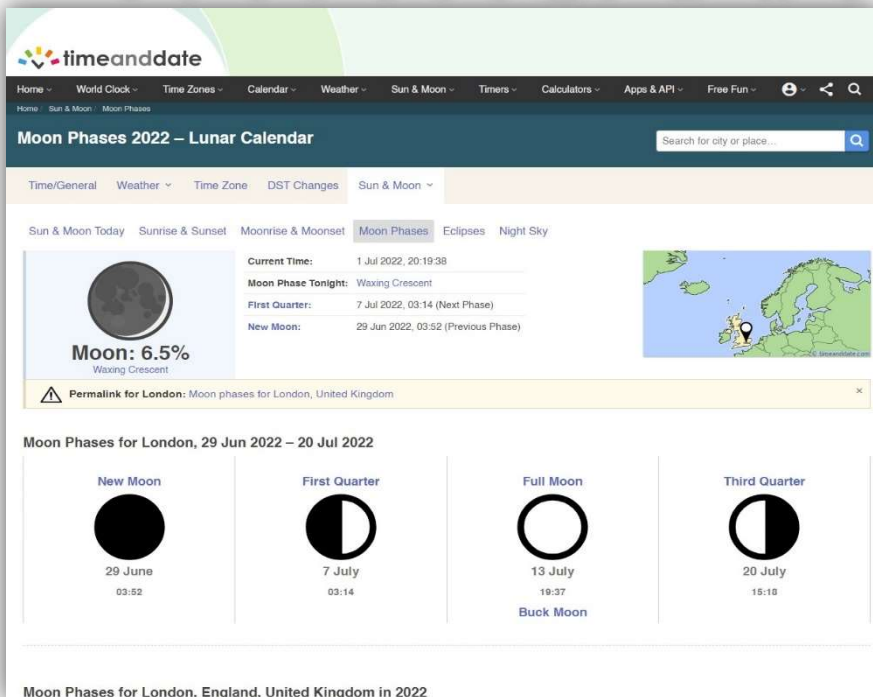 timeanddate
Home World Clock Time Zones Calendar Weather Sun & Moon Timers Calculators Apps & API Free Fun
Home / Sun & Moon / Moon Phases
Moon Phases 2022 – Lunar Calendar
Search for city or place...
Time/General Weather Time Zone DST Changes Sun & Moon
Sun & Moon Today Sunrise & Sunset Moonrise & Moonset Moon Phases Eclipses Night Sky
Moon: 6.5%
Waxing Crescent
Current Time: 1 Jul 2022, 20:19:38
Moon Phase Tonight: Waxing Crescent
First Quarter: 7 Jul 2022, 03:14 (Next Phase)
New Moon: 29 Jun 2022, 03:52 (Previous Phase)
© timeanddate.com
Permalink for London: Moon phases for London, United Kingdom ×
Moon Phases for London, 29 Jun 2022 – 20 Jul 2022
New Moon First Quarter Full Moon Third Quarter
29 June 7 July 13 July 20 July
03:52 03:14 19:37 15:18
Buck Moon
Moon Phases for London, England, United Kingdom in 2022